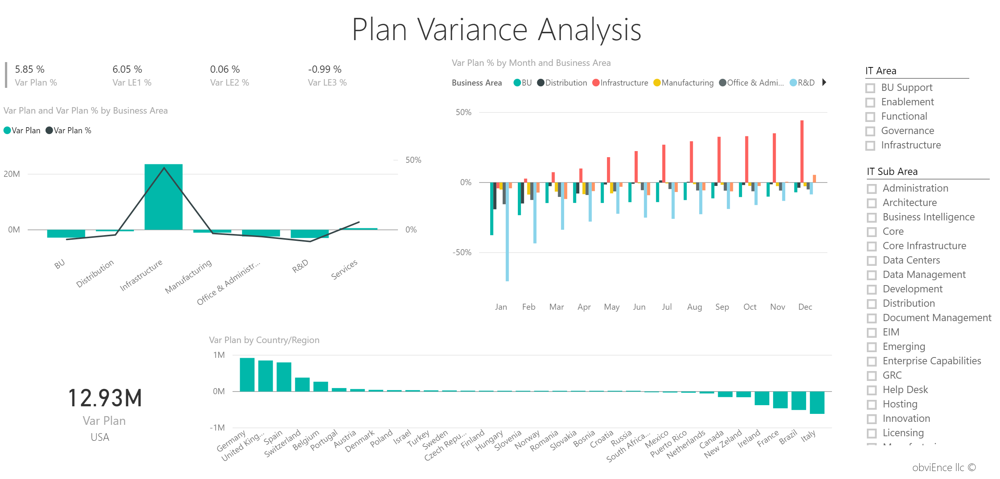 Plan Variance Analysis
5.85 %
Var Plan %
6.05 %
Var LE1 %
0.06 %
Var LE2 %
-0.99 %
Var LE3 %
Var Plan and Var Plan % by Business Area
Var Plan
Var Plan %
20M
0M
50%
0%
BU
Distribution
Infrastructure
Manufacturing
Office & Administr...
R&D
Services
Var Plan % by Month and Business Area
Business Area
BU
Distribution
Infrastructure
Manufacturing
Office & Admi...
R&D
50%
0%
-50%
Jan
Feb
Mar
Apr
May
Jun
Jul
Aug
Sep
Oct
Nov
Dec
12.93M
Var Plan
USA
Var Plan by Country/Region
1M
0M
-1M
Germany
United King...
Spain
Switzerland
Belgium
Portugal
Austria
Denmark
Poland
Israel
Turkey
Sweden
Czech Repu...
Finland
Hungary
Slovenia
Norway
Romania
Slovakia
Bosnia
Croatia
Russia
South Africa...
Mexico
Puerto Rico
Netherlands
Canada
New Zeland
Ireland
France
Brazil
Italy
IT Area
BU Support
Enablement
Functional
Governance
Infrastructure
IT Sub Area
Administration
Architecture
Business Intelligence
Core
Core Infrastructure
Data Centers
Data Management
Development
Distribution
Document Management
EIM
Emerging
Enterprise Capabilities
GRC
Help Desk
Hosting
Innovation
Licensing
obviEnce llc ©